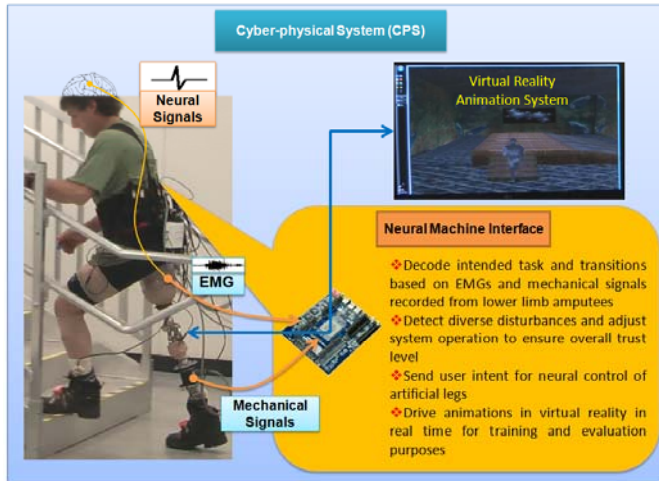 Cyber-physical System (CPS)
Neural
Signals
Virtual Reality
Animation System
EMG
Mechanical
Signals
Neural Machine Interface
❖Decode intended task and transitions
based on EMGs and mechanical signals
recorded from lower limb amputees
❖Detect diverse disturbances and adjust
system operation to ensure overall trust
level
❖Send user intent for neural control of
artificial legs
❖Drive animations in virtual reality in
real time for training and evaluation
purposes